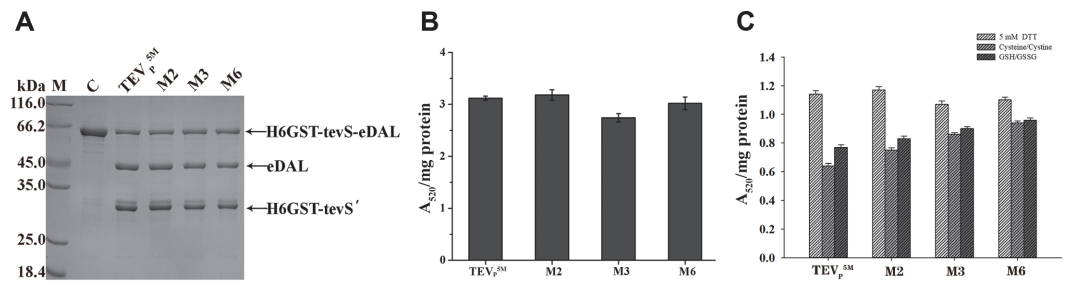 A
kDa M C TEVP5M M2 M3 M6
116.0
66.2
H6GST-tevS-eDAL
45.0
eDAL
35.0
H6GST-tevS′
25.0
18.4
B
A520/mg protein
4
3
2
1
0
TEVP5M M2 M3 M6
C
5 mM DTT
Cysteine/Cystine
GSH/GSSG
A520/mg protein
1.4
1.2
1.0
0.8
0.6
0.4
0.2
0.0
TEVP5M M2 M3 M6